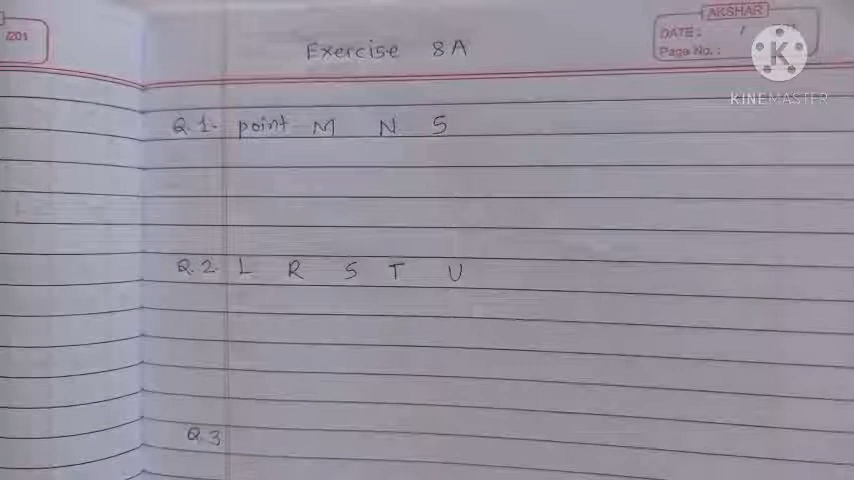 /201
AKSHAR
DATE: /
Page No.:
Exercise 8A
KINEMASTER
Q.1. point M N S
Q.2 L R S T U
Q.3